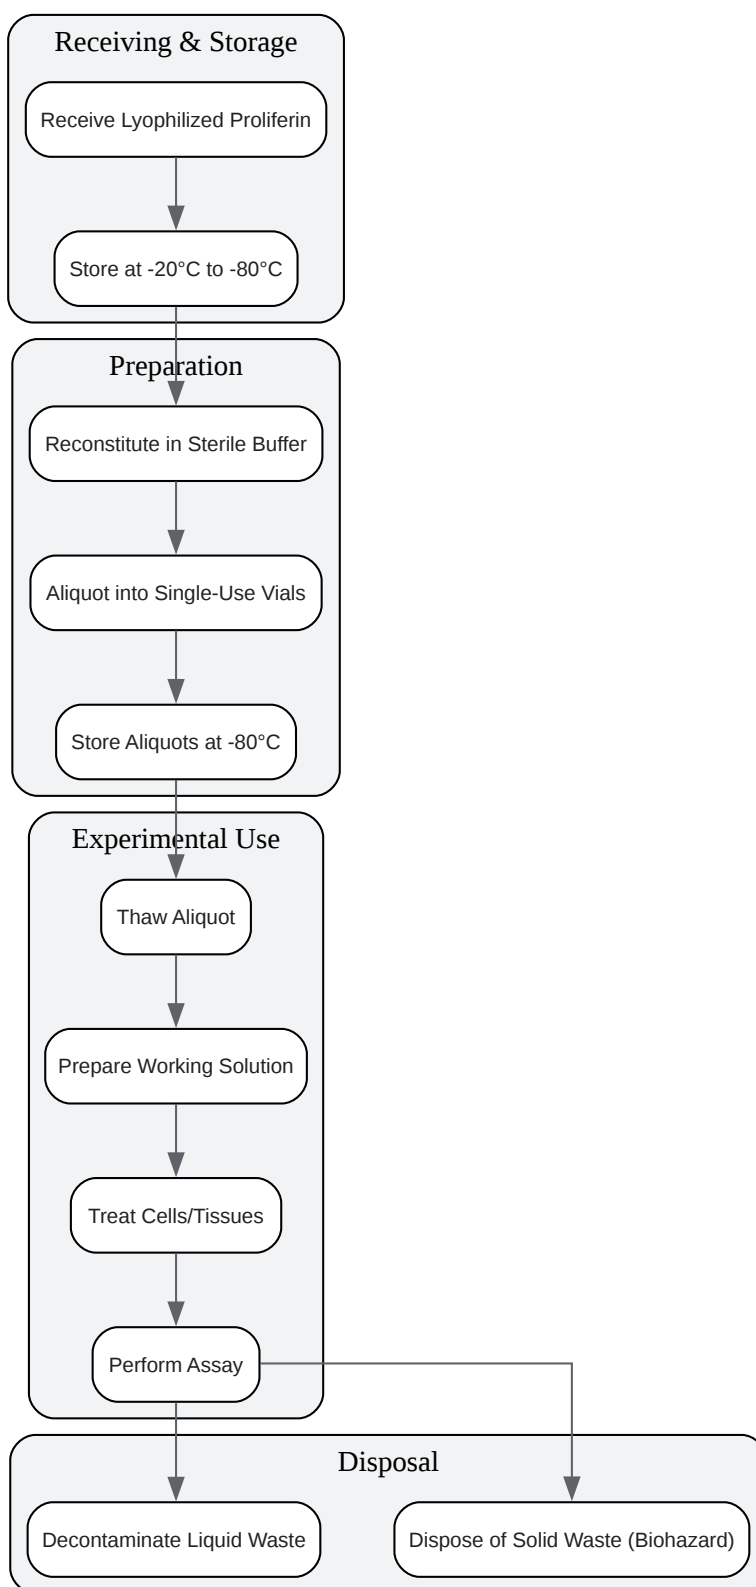 Receiving & Storage
Receive Lyophilized Proliferin
Store at -20°C to -80°C
Preparation
Reconstitute in Sterile Buffer
Aliquot into Single-Use Vials
Store Aliquots at -80°C
Experimental Use
Thaw Aliquot
Prepare Working Solution
Treat Cells/Tissues
Perform Assay
Disposal
Decontaminate Liquid Waste
Dispose of Solid Waste (Biohazard)